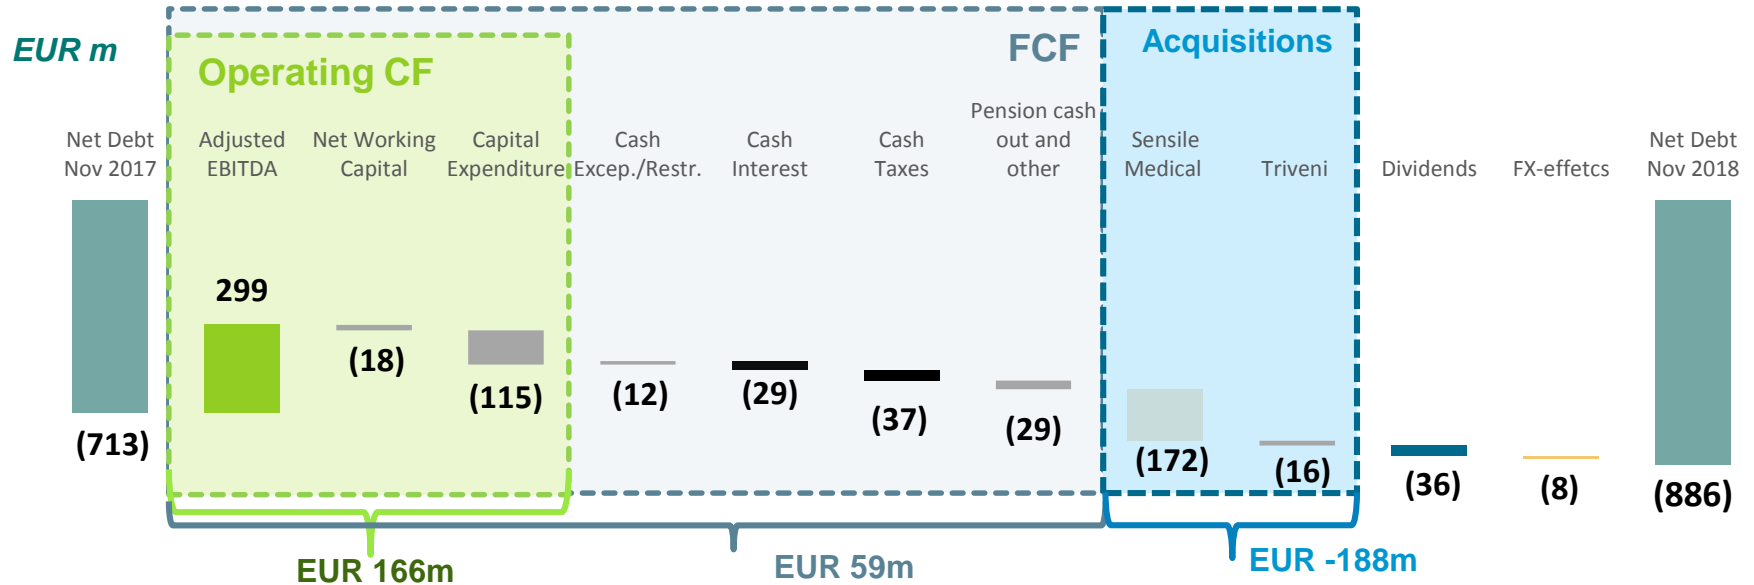 EUR m
Operating CF
FCF
Acquisitions
Net Debt
Nov 2017
Adjusted
EBITDA
Net Working
Capital
Capital
Expenditure
Cash
Excep./Restr.
Cash
Interest
Cash
Taxes
Pension cash
out and
other
Sensile
Medical
Triveni
Dividends
FX-effetcs
Net Debt
Nov 2018
(713)
299
(18)
(115)
(12)
(29)
(37)
(29)
(172)
(16)
(36)
(8)
(886)
EUR 166m
EUR 59m
EUR -188m